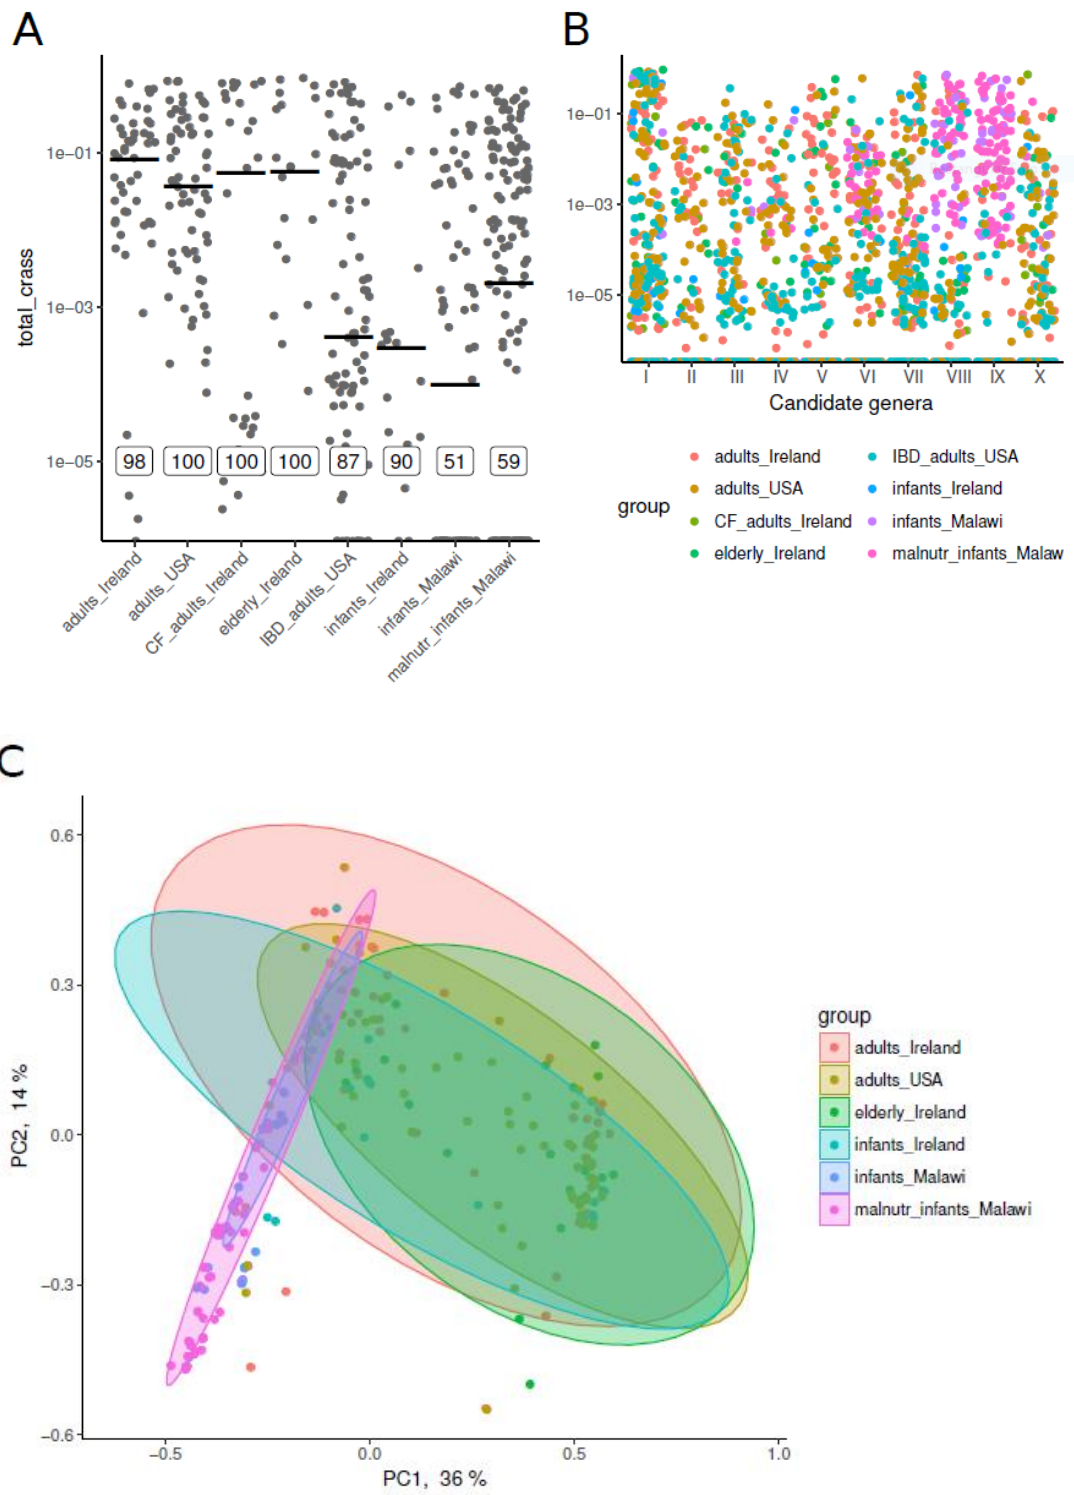 A
total_crass
1e−01
1e−03
1e−05
98 100 100 100 87 90 51 59
adults_Ireland
adults_USA
CF_adults_Ireland
elderly_Ireland
IBD_adults_USA
infants_Ireland
infants_Malawi
malnutr_infants_Malawi
B
1e−01
1e−03
1e−05
I II III IV V VI VII VIII IX X
Candidate genera
group
adults_Ireland
adults_USA
CF_adults_Ireland
elderly_Ireland
IBD_adults_USA
infants_Ireland
infants_Malawi
malnutr_infants_Malaw
C
PC2, 14 %
0.6
0.3
0.0
−0.3
−0.6
−0.5 0.0 0.5 1.0
PC1, 36 %
group
adults_Ireland
adults_USA
elderly_Ireland
infants_Ireland
infants_Malawi
malnutr_infants_Malawi